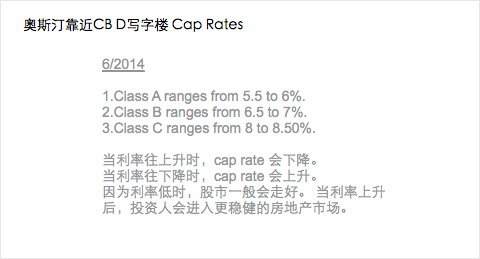 奧斯汀靠近CB D写字楼 Cap Rates
6/2014
1.Class A ranges from 5.5 to 6%.
2.Class B ranges from 6.5 to 7%.
3.Class C ranges from 8 to 8.50%.
当利率往上升时，cap rate 会下降。
当利率往下降时，cap rate 会上升。
因为利率低时，股市一般会走好。 当利率上升
后，投资人会进入更稳健的房地产市场。